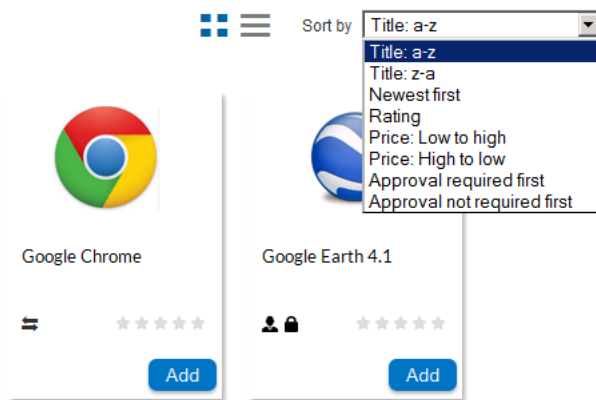 Sort by Title: a-z
Title: a-z
Title: z-a
Newest first
Rating
Price: Low to high
Price: High to low
Approval required first
Approval not required first
Google Chrome
Google Earth 4.1
Add
Add